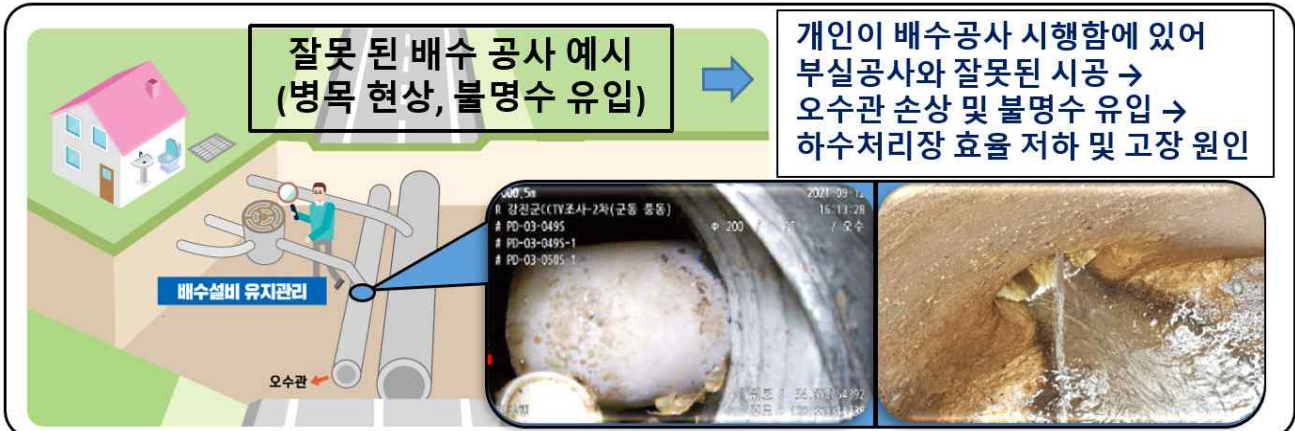 잘못 된 배수 공사 예시
(병목 현상, 불명수 유입)
개인이 배수공사 시행함에 있어
부실공사와 잘못된 시공 →
오수관 손상 및 불명수 유입 →
하수처리장 효율 저하 및 고장 원인
배수설비 유지관리
오수관
2021-09-12
R 강진군CCTV조사-2차(군동 풍동)
16:13:28
# PD-03-049S
200
/ 오수
# PD-03-049S-1
# PD-03-050S-1